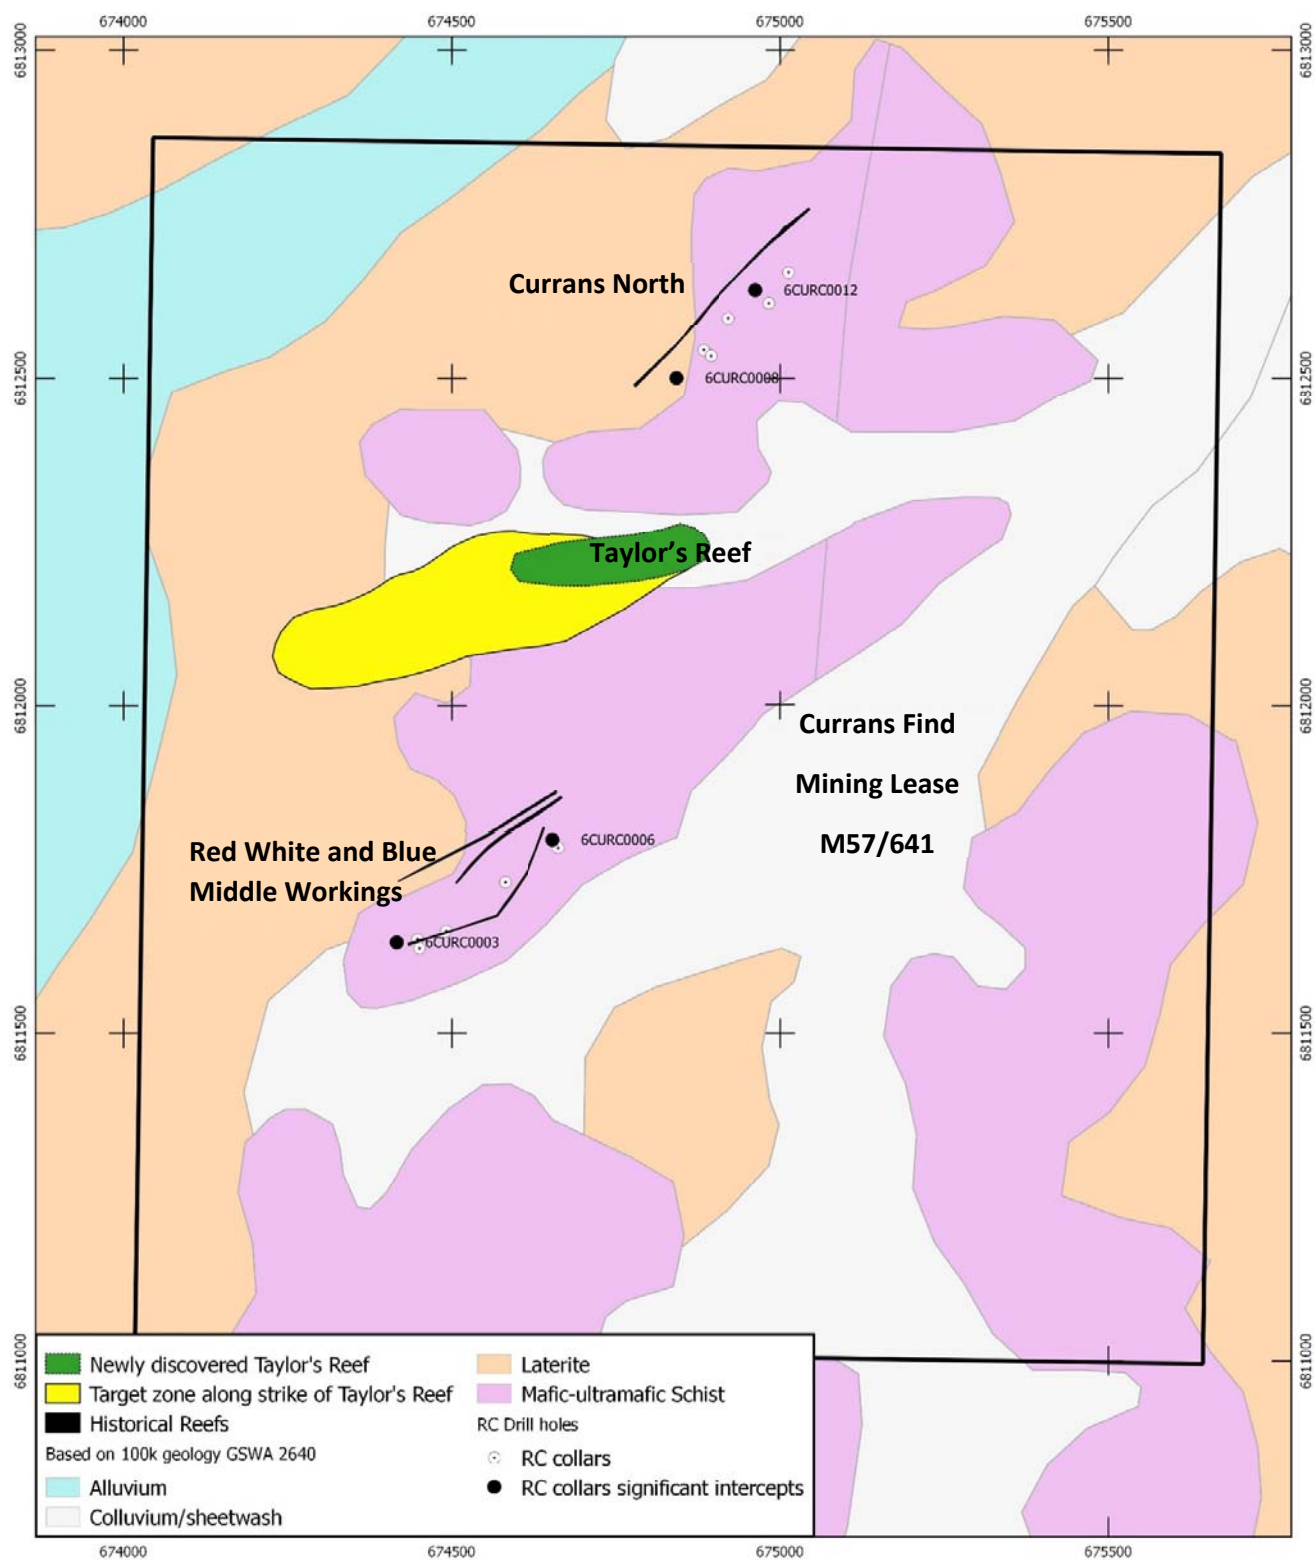 674000 674500 675000 675500
6813000 6813000
Currans North
6CURC0012
6812500 6812500
6CURC0008
Taylor's Reef
6812000 6812000
Currans Find
Mining Lease
M57/641
Red White and Blue
Middle Workings
6CURC0006
6CURC0003
6811500 6811500
6811000 6811000
Newly discovered Taylor's Reef
Target zone along strike of Taylor's Reef
Historical Reefs
Based on 100k geology GSWA 2640
Alluvium
Colluvium/sheetwash
Laterite
Mafic-ultramafic Schist
RC Drill holes
RC collars
RC collars significant intercepts
674000 674500 675000 675500